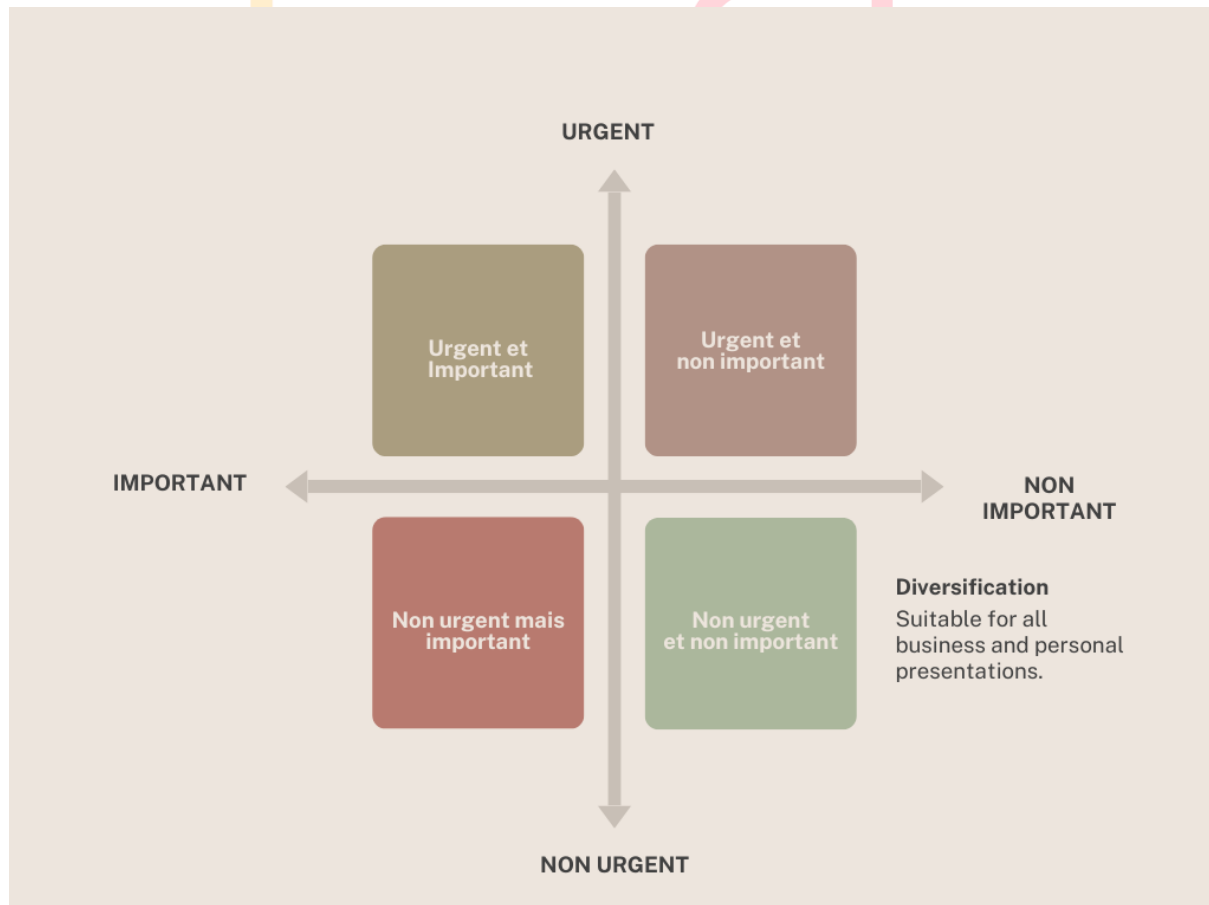 URGENT
Urgent et
Important
Urgent et
non important
IMPORTANT
NON
IMPORTANT
Non urgent mais
important
Non urgent
et non important
Diversification
Suitable for all
business and personal
presentations.
NON URGENT